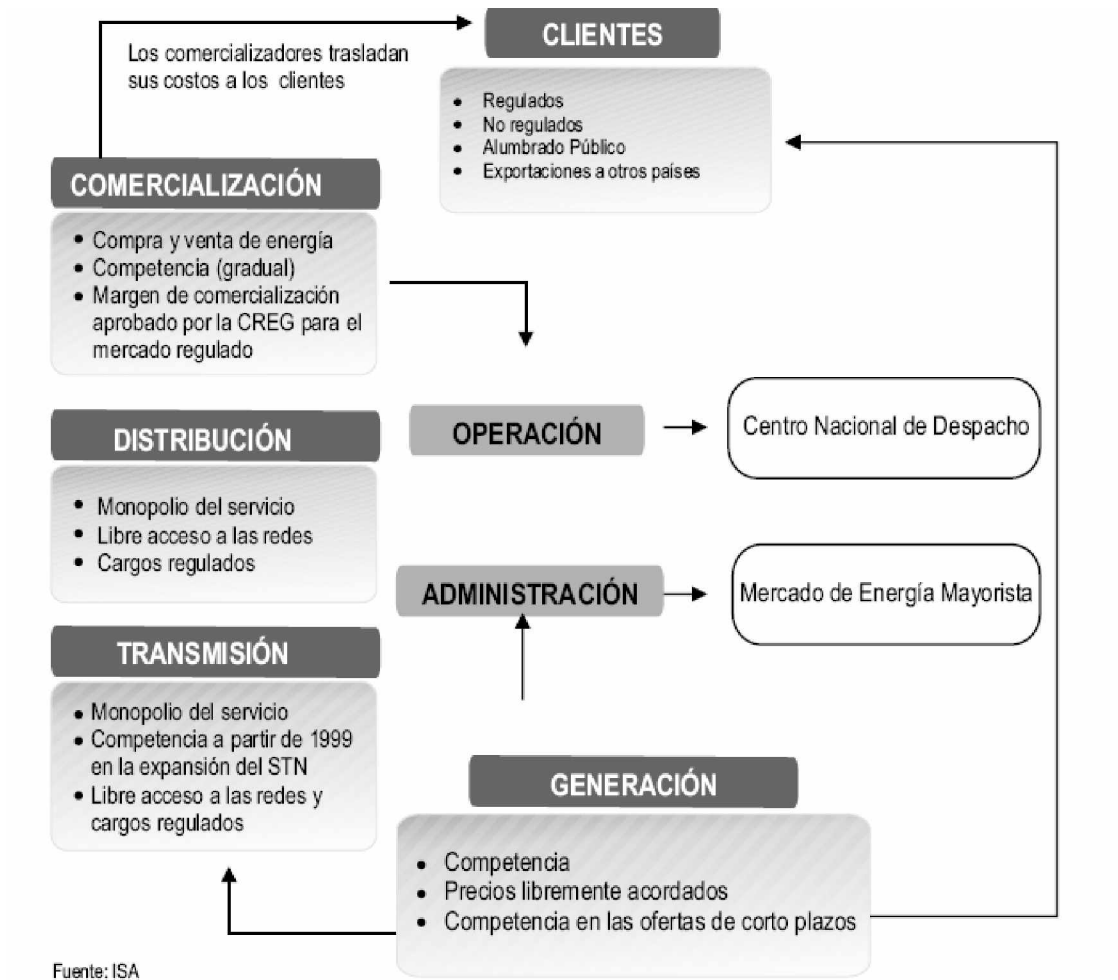 CLIENTES
Los comercializadores trasladan
sus costos a los clientes
• Regulados
• No regulados
• Alumbrado Público
• Exportaciones a otros países
COMERCIALIZACIÓN
• Compra y venta de energía
• Competencia (gradual)
• Margen de comercialización
aprobado por la CREG para el
mercado regulado
OPERACIÓN
Centro Nacional de Despacho
DISTRIBUCIÓN
• Monopolio del servicio
• Libre acceso a las redes
• Cargos regulados
ADMINISTRACIÓN
Mercado de Energía Mayorista
TRANSMISIÓN
• Monopolio del servicio
• Competencia a partir de 1999
en la expansión del STN
• Libre acceso a las redes y
cargos regulados
GENERACIÓN
• Competencia
• Precios libremente acordados
• Competencia en las ofertas de corto plazos
Fuente: ISA